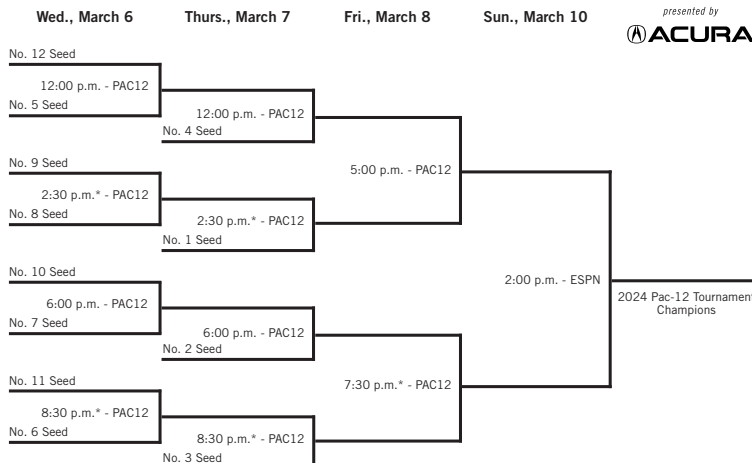 Wed., March 6 Thurs., March 7 Fri., March 8 Sun., March 10
presented by
ACURA
No. 12 Seed
12:00 p.m. - PAC12
No. 5 Seed
12:00 p.m. - PAC12
No. 4 Seed
No. 9 Seed
5:00 p.m. - PAC12
2:30 p.m.* - PAC12
No. 8 Seed
2:30 p.m.* - PAC12
No. 1 Seed
No. 10 Seed
2:00 p.m. - ESPN
2024 Pac-12 Tournament
Champions
6:00 p.m. - PAC12
No. 7 Seed
6:00 p.m. - PAC12
No. 2 Seed
No. 11 Seed
7:30 p.m.* - PAC12
8:30 p.m.* - PAC12
No. 6 Seed
8:30 p.m.* - PAC12
No. 3 Seed